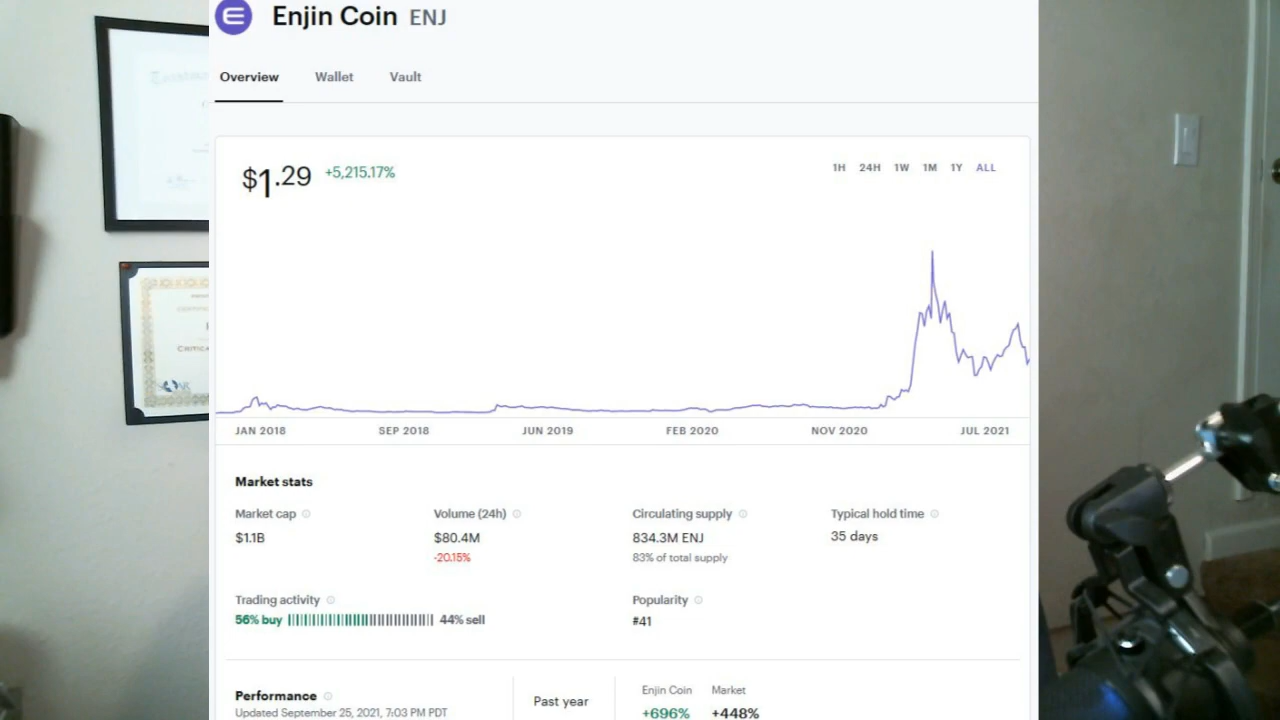 Enjin Coin ENJ
Overview Wallet Vault
$1.29 +5,215.17%
1H 24H 1W 1M 1Y ALL
JAN 2018 SEP 2018 JUN 2019 FEB 2020 NOV 2020 JUL 2021
Market stats
Market cap Volume (24h) Circulating supply Typical hold time
$1.1B $80.4M 834.3M ENJ 35 days
-20.15% 83% of total supply
Trading activity Popularity
56% buy 44% sell #41
Performance Past year Enjin Coin Market
Updated September 25, 2021, 7:03 PM PDT +696% +448%